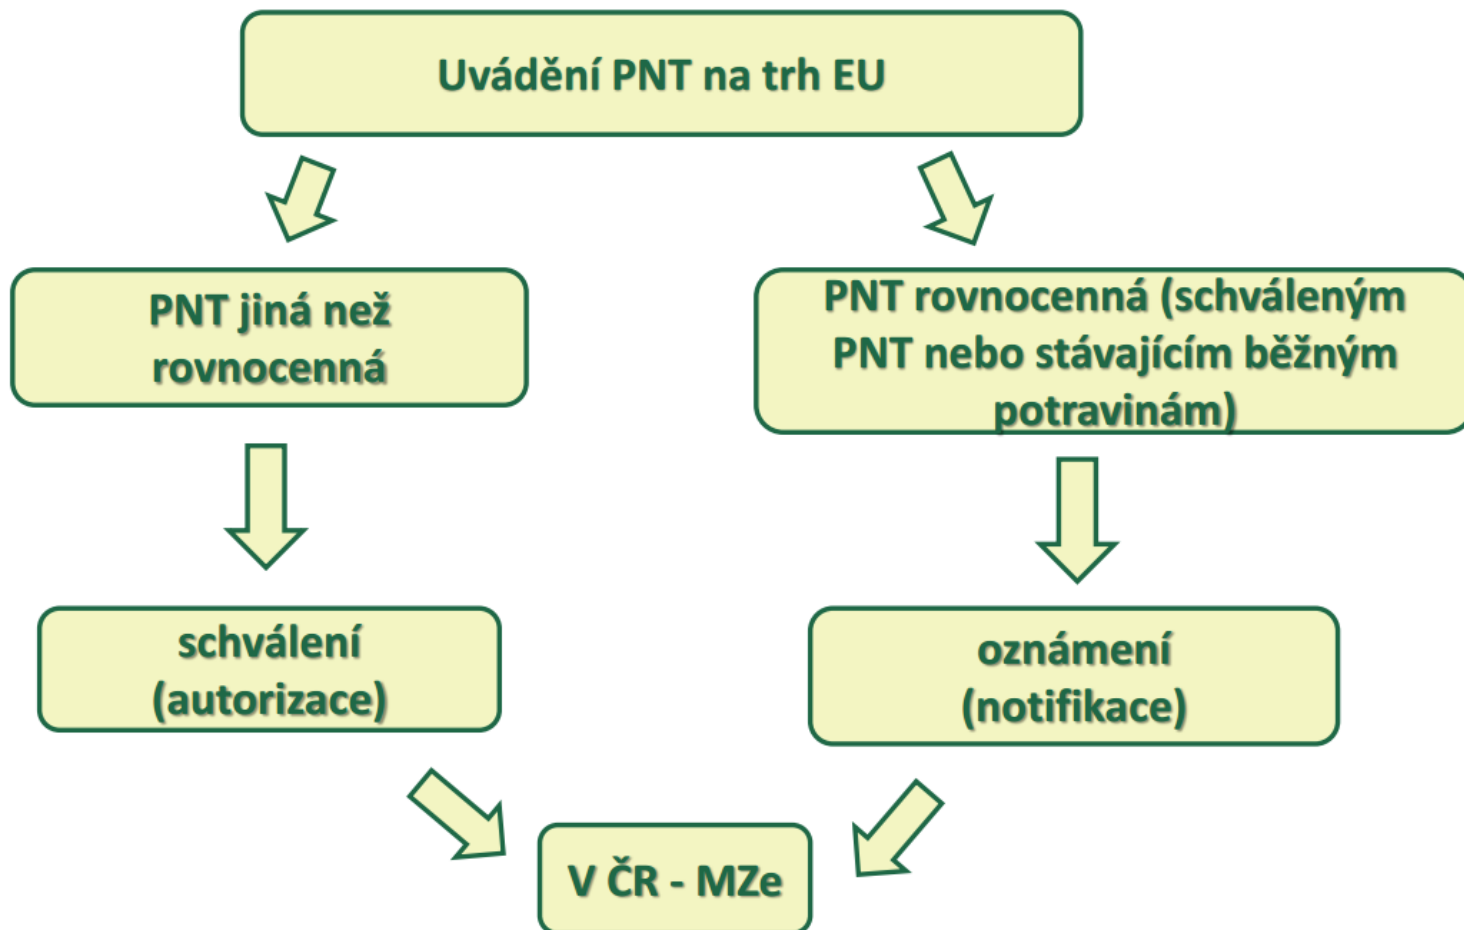 Uvádění PNT na trh EU
PNT jiná než
rovnocenná
PNT rovnocenná (schváleným
PNT nebo stávajícím běžným
potravinám)
schválení
(autorizace)
oznámení
(notifikace)
V ČR - MZe